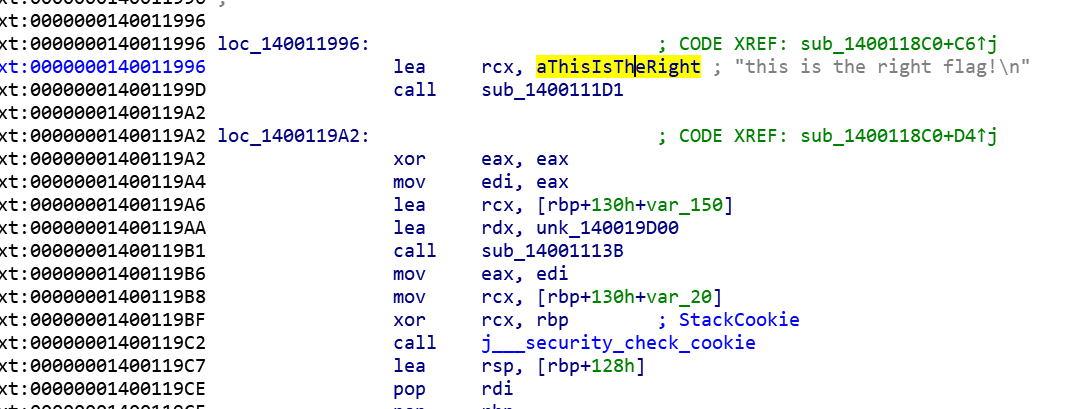 xt:0000000140011996 ;
xt:0000000140011996
xt:0000000140011996 loc_140011996: ; CODE XREF: sub_1400118C0+C6↑j
xt:0000000140011996 lea rcx, aThisIsTheRight ; "this is the right flag!\n"
xt:000000014001199D call sub_1400111D1
xt:00000001400119A2
xt:00000001400119A2 loc_1400119A2: ; CODE XREF: sub_1400118C0+D4↑j
xt:00000001400119A2 xor eax, eax
xt:00000001400119A4 mov edi, eax
xt:00000001400119A6 lea rcx, [rbp+130h+var_150]
xt:00000001400119AA lea rdx, unk_140019D00
xt:00000001400119B1 call sub_14001113B
xt:00000001400119B6 mov eax, edi
xt:00000001400119B8 mov rcx, [rbp+130h+var_20]
xt:00000001400119BF xor rcx, rbp ; StackCookie
xt:00000001400119C2 call j___security_check_cookie
xt:00000001400119C7 lea rsp, [rbp+128h]
xt:00000001400119CE pop rdi